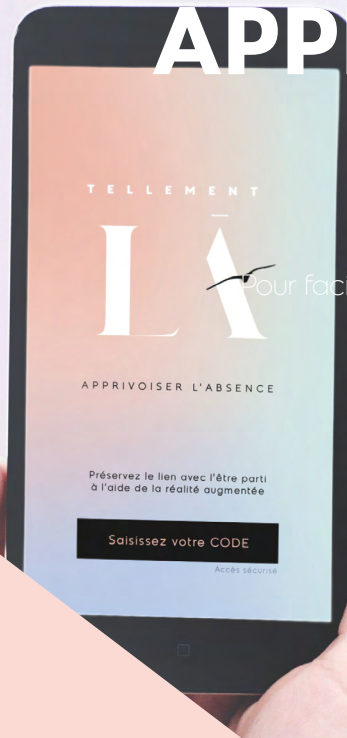 APP
TELLEMENT
LÀ
Pour faci
APPRIVOISER L'ABSENCE
Préservez le lien avec l'être parti
à l'aide de la réalité augmentée
Saisissez votre CODE
Accès sécurisé